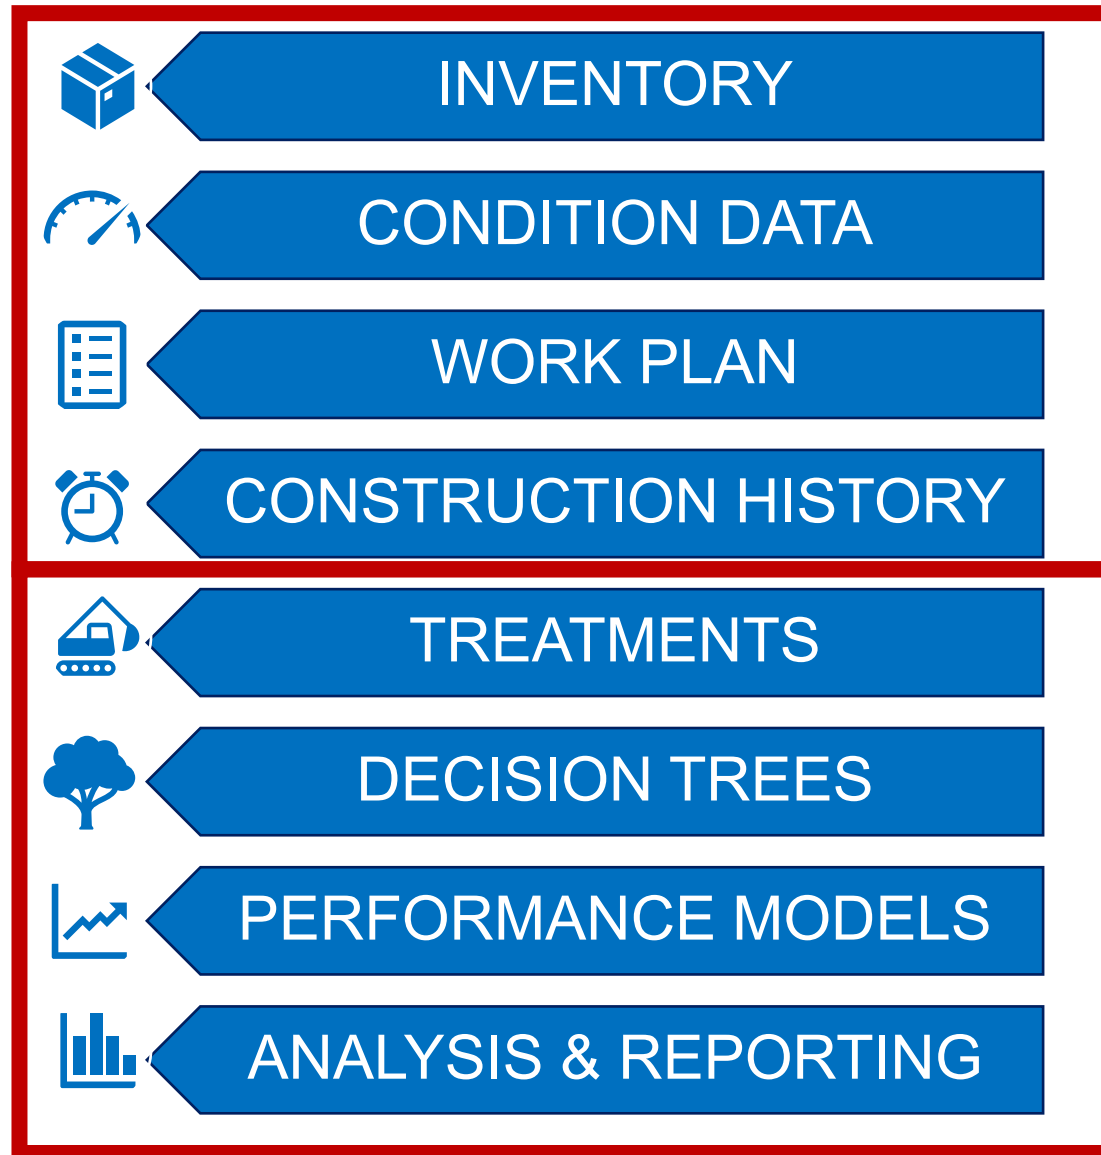 INVENTORY
CONDITION DATA
WORK PLAN
CONSTRUCTION HISTORY
TREATMENTS
DECISION TREES
PERFORMANCE MODELS
ANALYSIS & REPORTING